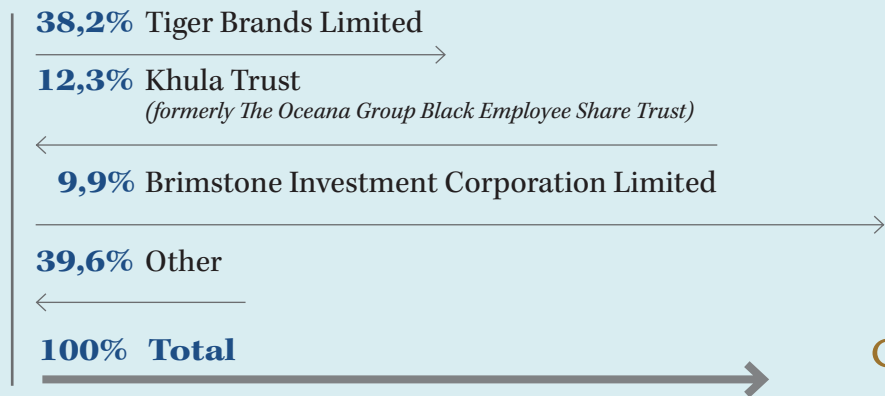 38,2% Tiger Brands Limited
12,3% Khula Trust
(formerly The Oceana Group Black Employee Share Trust)
9,9% Brimstone Investment Corporation Limited
39,6% Other
100% Total